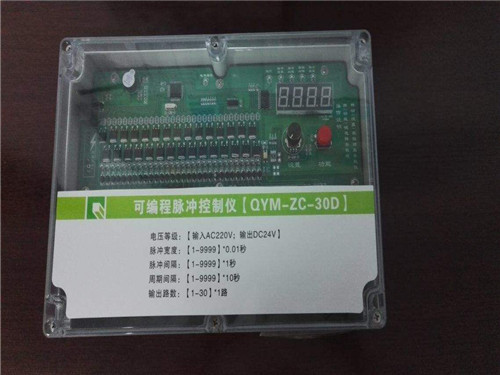 可编程脉冲控制仪【QYM-ZC-30D】
电压等级:【输入AC220V;输出DC24V】
脉冲宽度:【1-9999】*0.01秒
脉冲间隔:【1-9999】*1秒
周期间隔:【1-9999】*10秒
输出路数:【1-30】*1路